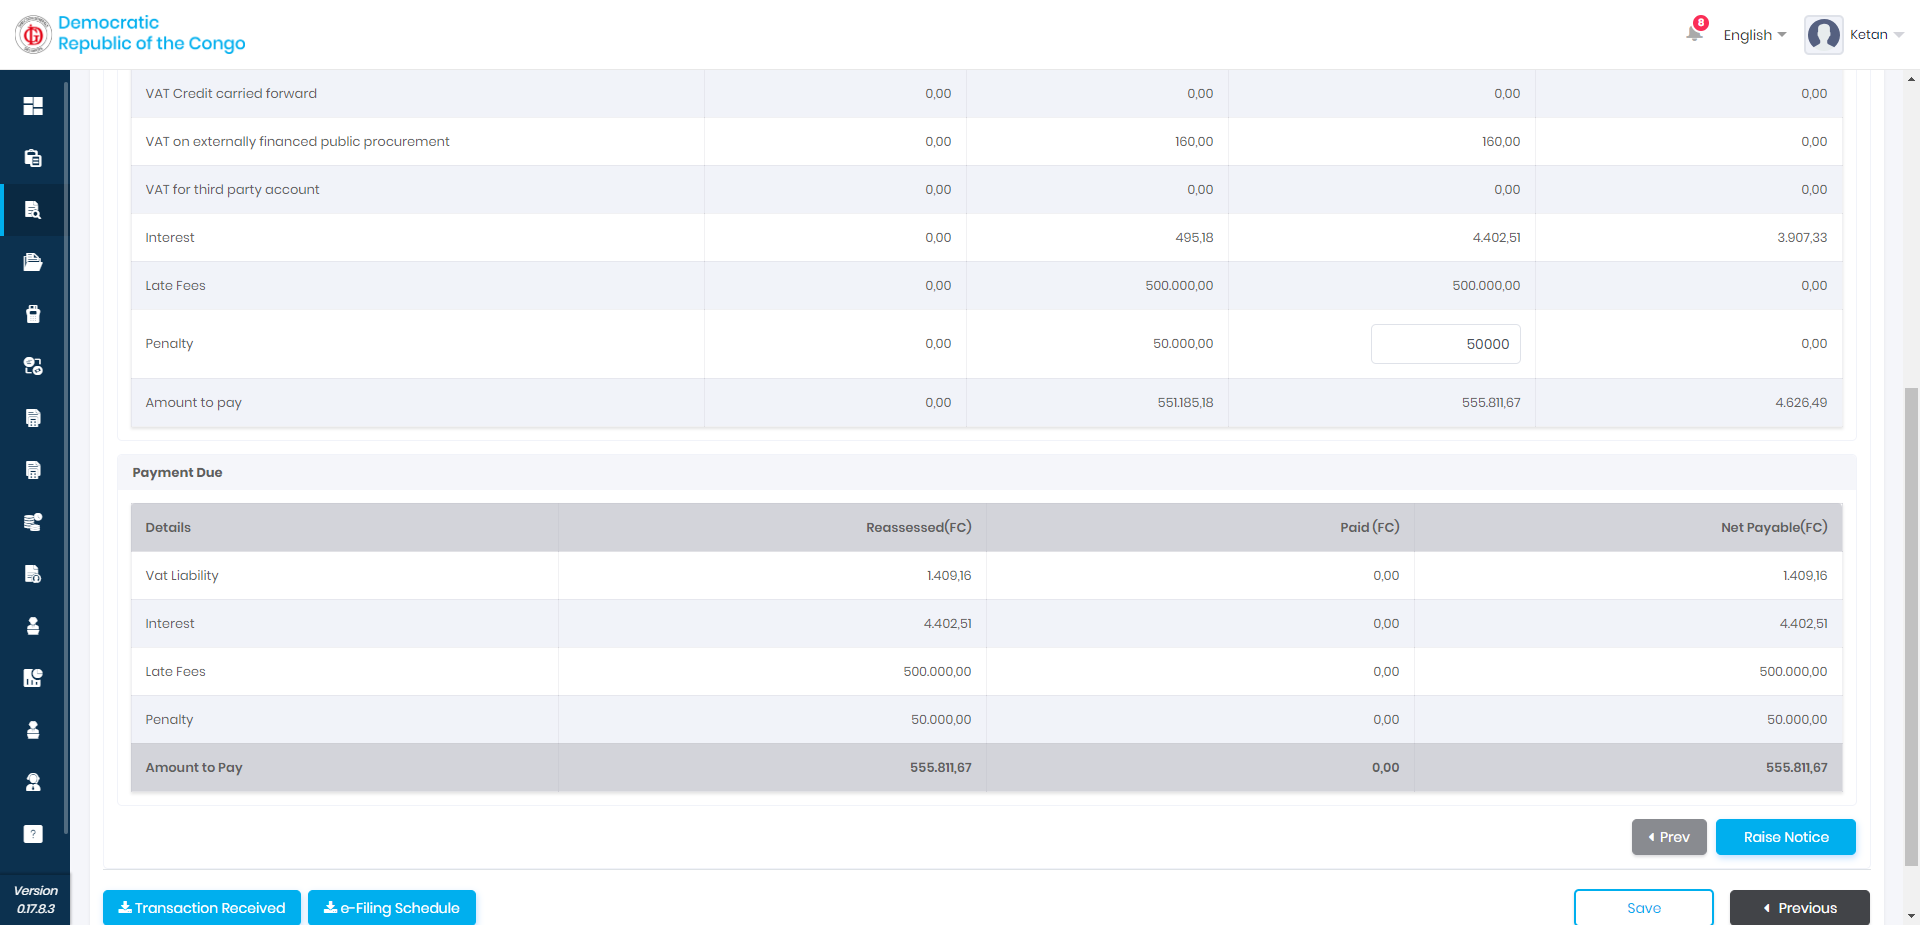 Democratic
Republic of the Congo
8
English
Ketan
VAT Credit carried forward 0,00 0,00 0,00 0,00
VAT on externally financed public procurement 0,00 160,00 160,00 0,00
VAT for third party account 0,00 0,00 0,00 0,00
Interest 0,00 495,18 4.402,51 3.907,33
Late Fees 0,00 500.000,00 500.000,00 0,00
Penalty 0,00 50.000,00 50000 0,00
Amount to pay 0,00 551.185,18 555.811,67 4.626,49
Payment Due
Details Reassessed(FC) Paid (FC) Net Payable(FC)
Vat Liability 1.409,16 0,00 1.409,16
Interest 4.402,51 0,00 4.402,51
Late Fees 500.000,00 0,00 500.000,00
Penalty 50.000,00 0,00 50.000,00
Amount to Pay 555.811,67 0,00 555.811,67
Prev Raise Notice
Version
0.17.8.3
Transaction Received e-Filing Schedule Save Previous